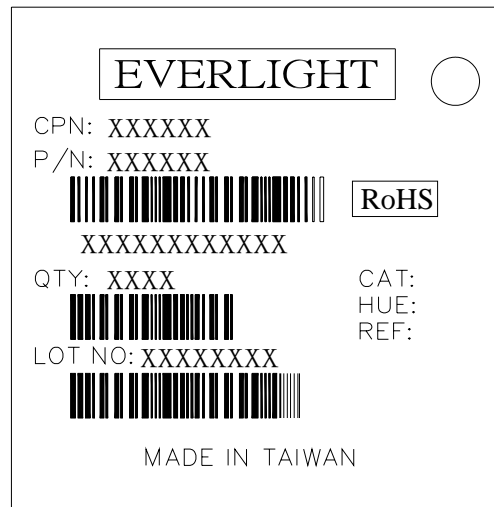 EVERLIGHT
CPN: XXXXXX
P/N: XXXXXX
RoHS
XXXXXXXXXXXX
QTY: XXXX
CAT:
HUE:
REF:
LOT NO: XXXXXXXX
MADE IN TAIWAN